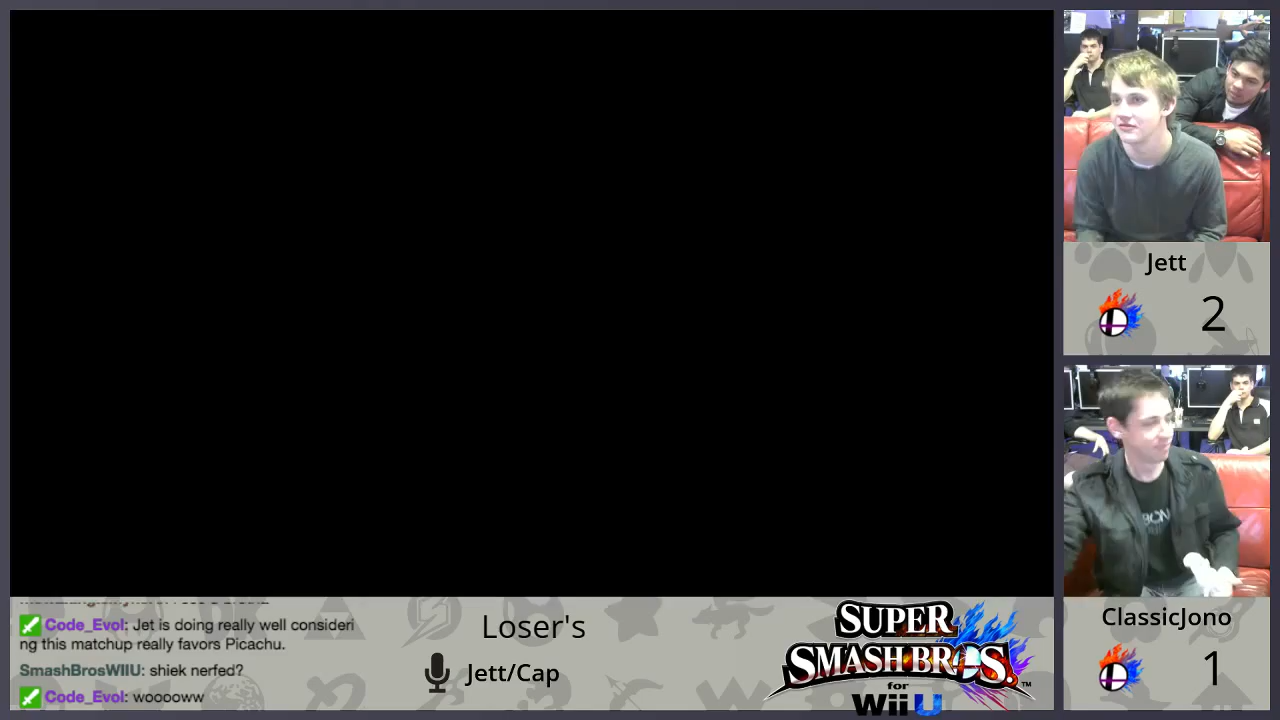 Jett
2
ClassicJono
1
Code_Evol: Jet is doing really well consideri
ng this matchup really favors Picachu.
SmashBrosWIIU: shiek nerfed?
Code_Evol: wooooww
Loser's
Jett/Cap
SUPER
SMASH BROS.
TM
for
Wii U